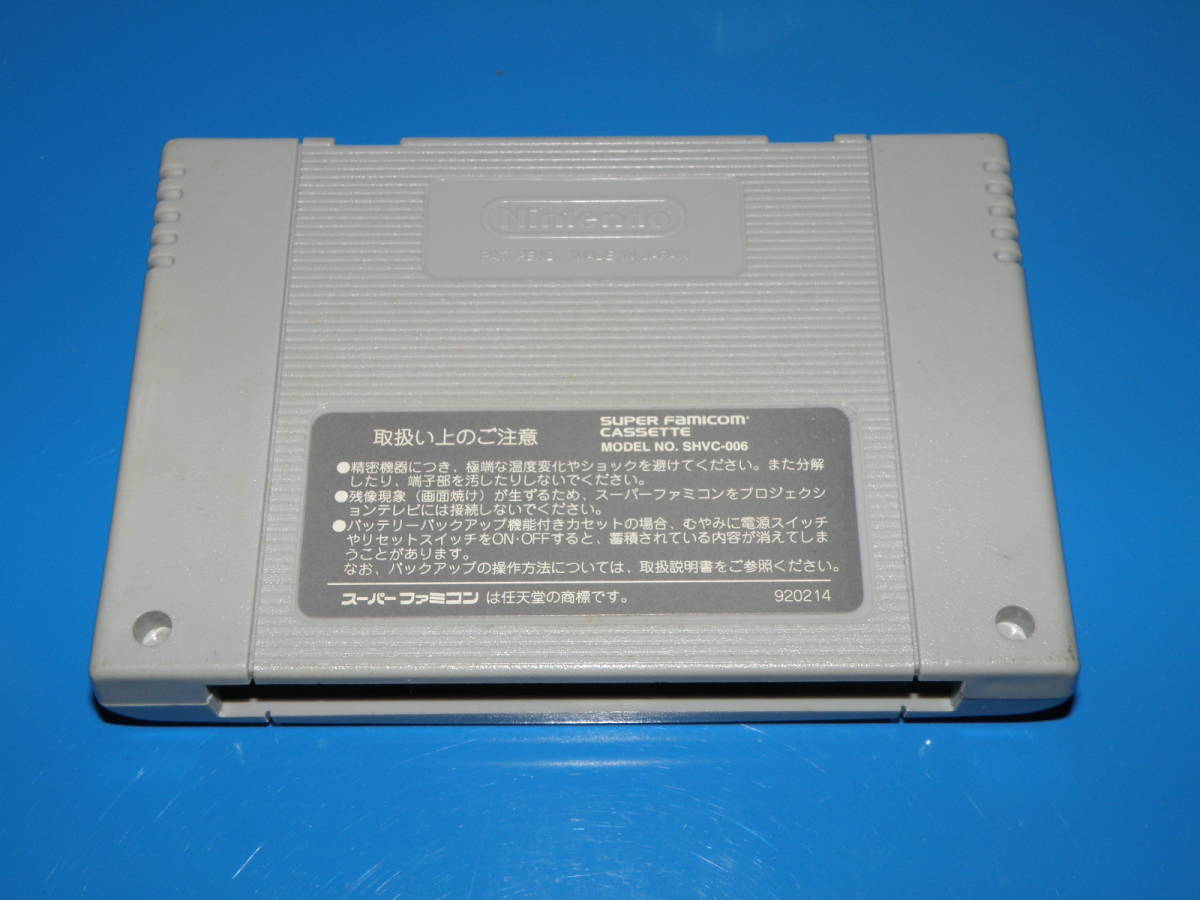 Nintendo
PAT. PEND. MADE IN JAPAN
取扱い上のご注意
SUPER FAMICOM
CASSETTE
MODEL NO. SHVC-006
●精密機器につき、極端な温度変化やショックを避けてください。また分解
したり、端子部を汚したりしないでください。
●残像現象（画面焼け）が生ずるため、スーパーファミコンをプロジェクシ
ョンテレビには接続しないでください。
●バッテリーバックアップ機能付きカセットの場合、むやみに電源スイッチ
やリセットスイッチをON・OFFすると、蓄積されている内容が消えてしま
うことがあります。
なお、バックアップの操作方法については、取扱説明書をご参照ください。
スーパーファミコン は任天堂の商標です。 920214